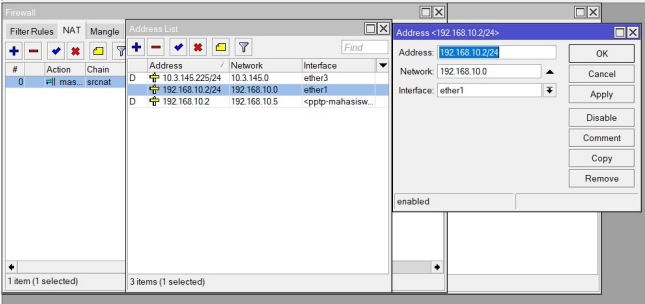 Firewall
Filter Rules NAT Mangle
# Action Chain
0 mas... srcnat
1 item (1 selected)
Address List
Find
Address / Network Interface
D 10.3.145.225/24 10.3.145.0 ether3
192.168.10.2/24 192.168.10.0 ether1
D 192.168.10.2 192.168.10.5 <pptp-mahasisw...
3 items (1 selected)
Address <192.168.10.2/24>
Address: 192.168.10.2/24
Network: 192.168.10.0
Interface: ether1
OK
Cancel
Apply
Disable
Comment
Copy
Remove
enabled